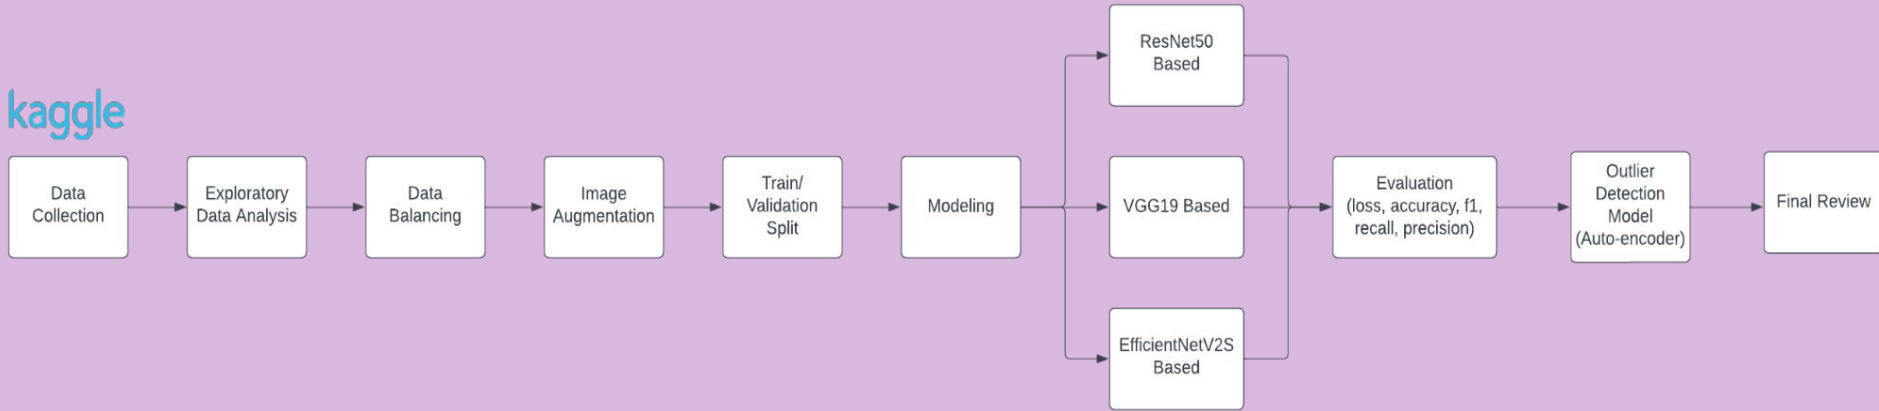 kaggle
Data
Collection
Exploratory
Data Analysis
Data
Balancing
Image
Augmentation
Train/
Validation
Split
Modeling
ResNet50
Based
VGG19 Based
EfficientNetV2S
Based
Evaluation
(loss, accuracy, f1,
recall, precision)
Outlier
Detection
Model
(Auto-encoder)
Final Review